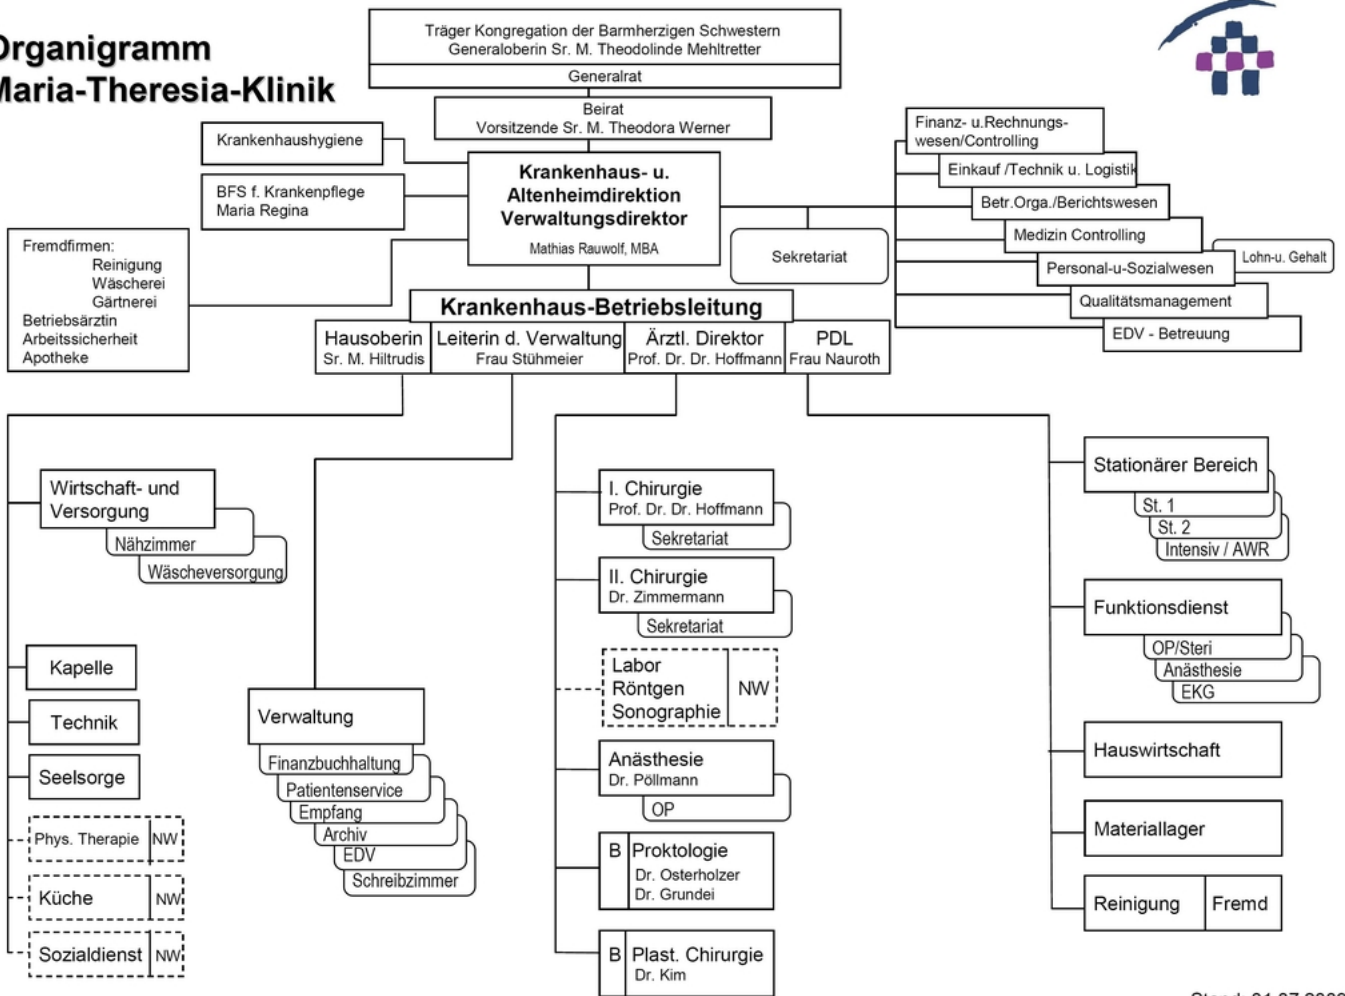 Organigramm
Maria-Theresia-Klinik
Träger Kongregation der Barmherzigen Schwestern
Generaloberin Sr. M. Theodolinde Mehltretter
Generalrat
Beirat
Vorsitzende Sr. M. Theodora Werner
Krankenhaushygiene
BFS f. Krankenpflege
Maria Regina
Fremdfirmen:
Reinigung
Wäscherei
Gärtnerei
Betriebsärztin
Arbeitssicherheit
Apotheke
Krankenhaus- u.
Altenheimdirektion
Verwaltungsdirektor
Mathias Rauwolf, MBA
Sekretariat
Finanz- u.Rechnungs-
wesen/Controlling
Einkauf /Technik u. Logistik
Betr.Orga./Berichtswesen
Medizin Controlling
Personal-u-Sozialwesen
Lohn-u. Gehalt
Qualitätsmanagement
EDV - Betreuung
Krankenhaus-Betriebsleitung
Hausoberin
Sr. M. Hiltrudis
Leiterin d. Verwaltung
Frau Stühmeier
Ärztl. Direktor
Prof. Dr. Dr. Hoffmann
PDL
Frau Nauroth
Wirtschaft- und
Versorgung
Nähzimmer
Wäscheversorgung
Kapelle
Technik
Seelsorge
Phys. Therapie NW
Küche NW
Sozialdienst NW
Verwaltung
Finanzbuchhaltung
Patientenservice
Empfang
Archiv
EDV
Schreibzimmer
I. Chirurgie
Prof. Dr. Dr. Hoffmann
Sekretariat
II. Chirurgie
Dr. Zimmermann
Sekretariat
Labor
Röntgen NW
Sonographie
Anästhesie
Dr. Pöllmann
OP
B Proktologie
Dr. Osterholzer
Dr. Grundei
B Plast. Chirurgie
Dr. Kim
Stationärer Bereich
St. 1
St. 2
Intensiv / AWR
Funktionsdienst
OP/Steri
Anästhesie
EKG
Hauswirtschaft
Materiallager
Reinigung Fremd